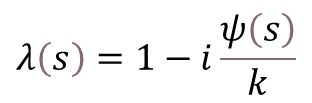 λ(s) = 1 − i ψ(s)/k